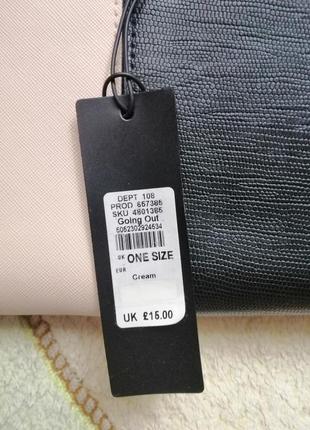 DEPT 108
PROD 657385
SKU 4801385
Going Out
5052302924634
UK ONE SIZE
EUR
Cream
UK £15.00